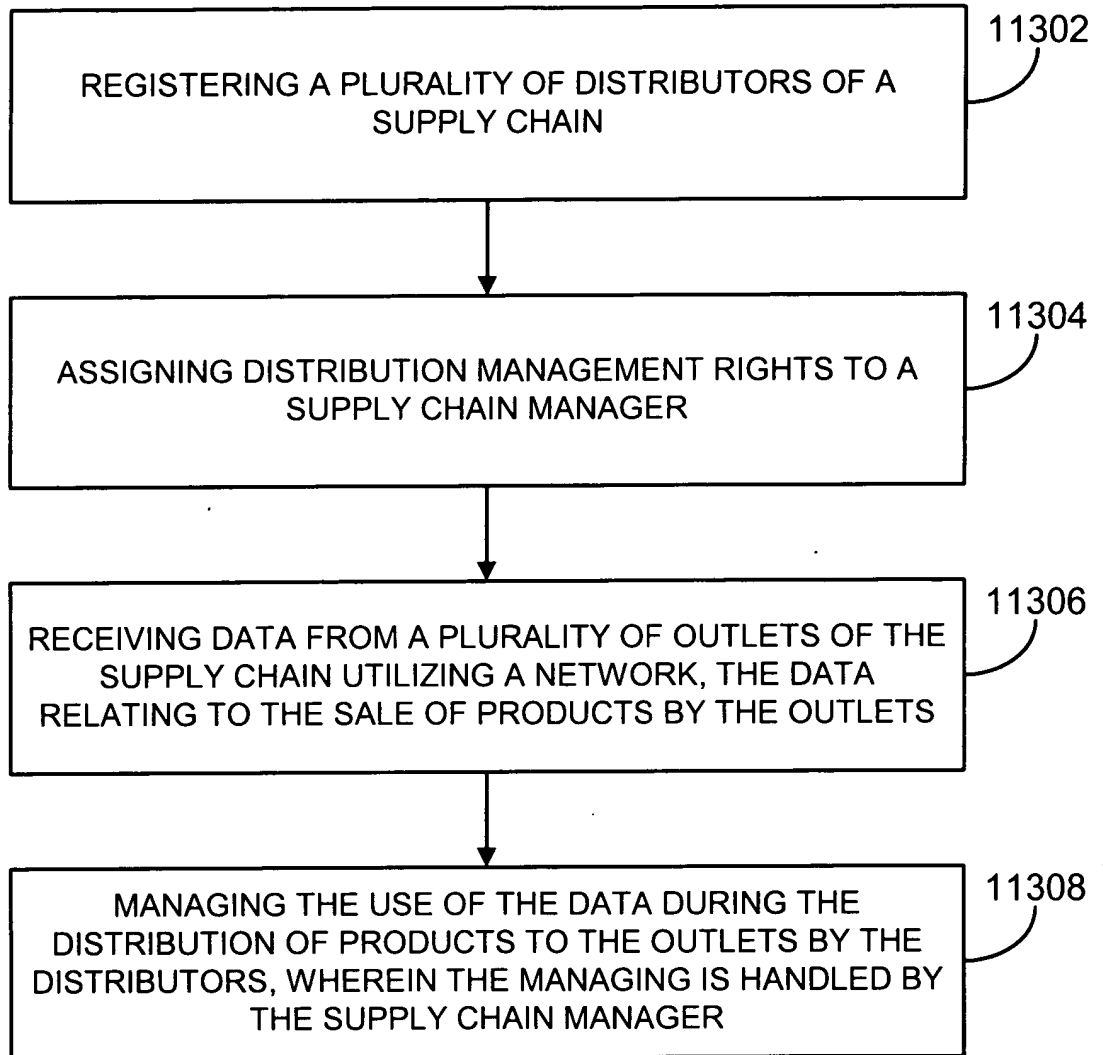 11302
REGISTERING A PLURALITY OF DISTRIBUTORS OF A
SUPPLY CHAIN
11304
ASSIGNING DISTRIBUTION MANAGEMENT RIGHTS TO A
SUPPLY CHAIN MANAGER
11306
RECEIVING DATA FROM A PLURALITY OF OUTLETS OF THE
SUPPLY CHAIN UTILIZING A NETWORK, THE DATA
RELATING TO THE SALE OF PRODUCTS BY THE OUTLETS
11308
MANAGING THE USE OF THE DATA DURING THE
DISTRIBUTION OF PRODUCTS TO THE OUTLETS BY THE
DISTRIBUTORS, WHEREIN THE MANAGING IS HANDLED BY
THE SUPPLY CHAIN MANAGER